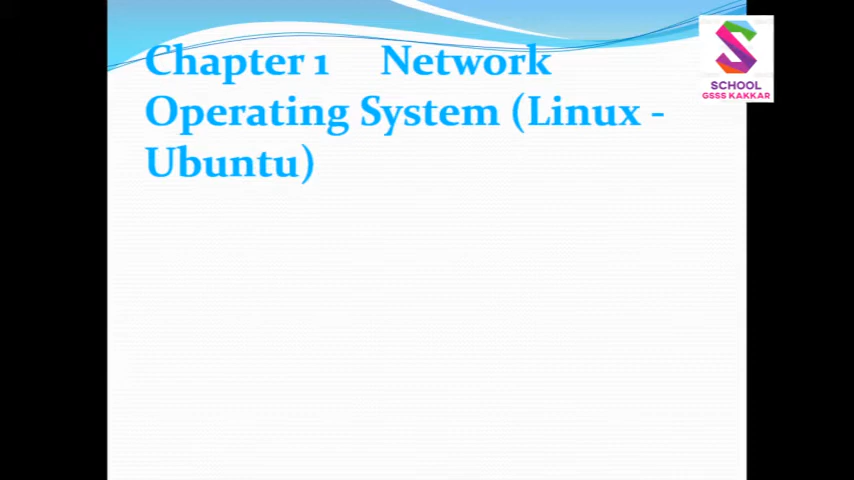 Chapter 1 Network
Operating System (Linux -
Ubuntu)
SCHOOL
GSSS KAKKAR